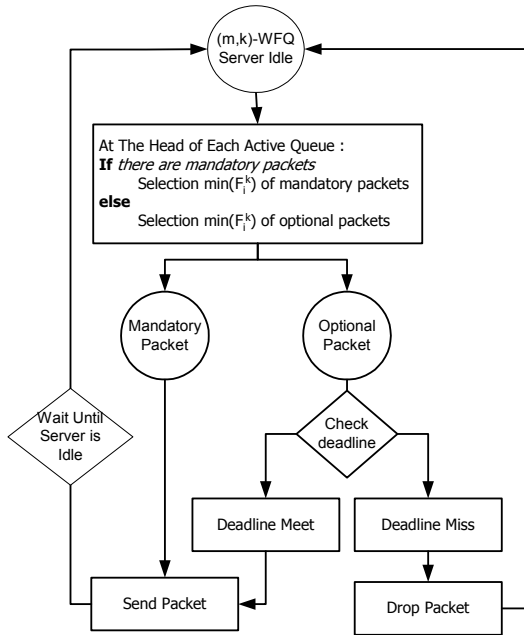 (m,k)-WFQ
Server Idle
At The Head of Each Active Queue :
If there are mandatory packets
Selection min(F_i^k) of mandatory packets
else
Selection min(F_i^k) of optional packets
Mandatory
Packet
Optional
Packet
Wait Until
Server is
Idle
Check
deadline
Deadline Meet
Deadline Miss
Send Packet
Drop Packet